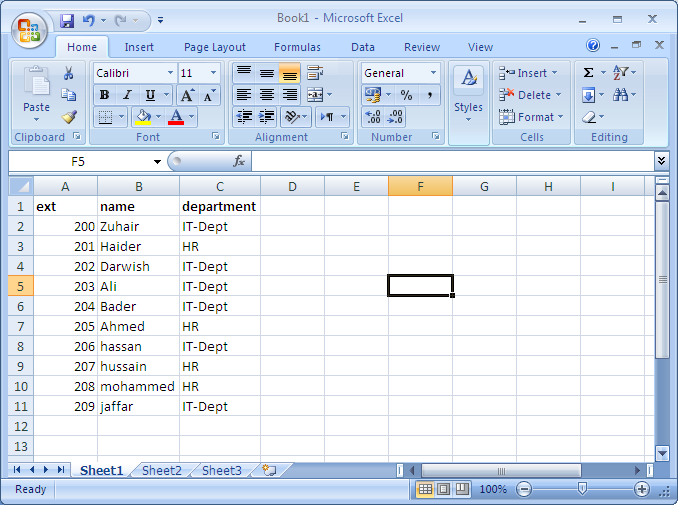 Book1 - Microsoft Excel
Home Insert Page Layout Formulas Data Review View
Calibri 11 General Insert Σ
Paste B I U A A $ % , Styles Delete
A .00 .0 Format
Clipboard Font Alignment Number Cells Editing
F5 fx
A B C D E F G H I
1 ext name department
2 200 Zuhair IT-Dept
3 201 Haider HR
4 202 Darwish IT-Dept
5 203 Ali IT-Dept
6 204 Bader IT-Dept
7 205 Ahmed HR
8 206 hassan IT-Dept
9 207 hussain HR
10 208 mohammed HR
11 209 jaffar IT-Dept
12
13
Sheet1 Sheet2 Sheet3
Ready 100%